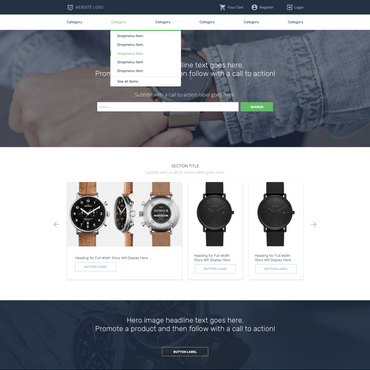 WEBSITE LOGO
Your Cart
Register
Login
Category Category Category Category Category Category
Dropmenu Item
Dropmenu Item
Dropmenu Item
Dropmenu Item
Dropmenu Item
See all items
headline text goes here.
Promo then follow with a call to action!
Subtitle with a call to action label goes here
SEARCH
SECTION TITLE
Subtitle with a call to action label goes here
Heading for Full Width
Story Will Display Here
BUTTON LABEL
Heading for Full Width
Story Will Display Here
BUTTON LABEL
Heading for Full Width
Story Will Display Here
BUTTON LABEL
Hero image headline text goes here.
Promote a product and then follow with a call to action!
BUTTON LABEL